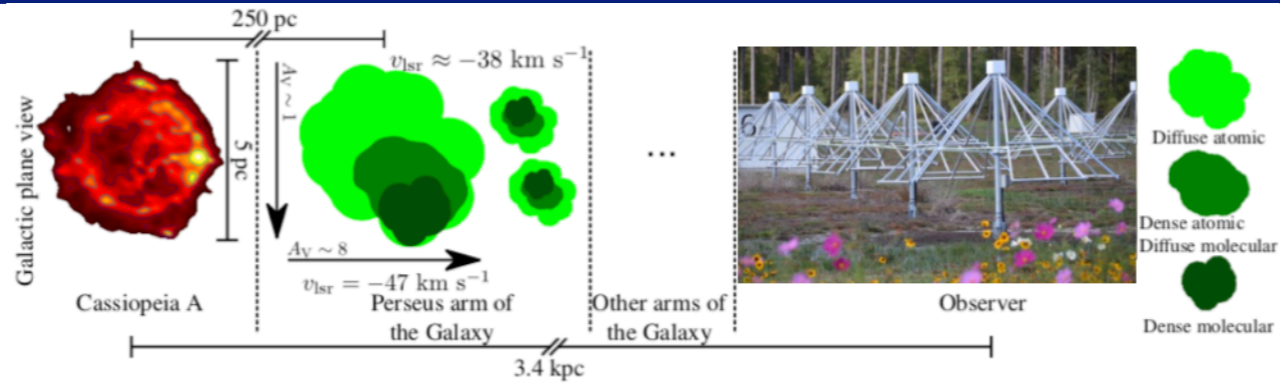 250 pc
Galactic plane view
5 pc
A_V ~ 1
v_lsr ≈ −38 km s^−1
A_V ~ 8
v_lsr = −47 km s^−1
...
6
Diffuse atomic
Dense atomic
Diffuse molecular
Dense molecular
Cassiopeia A
Perseus arm of
the Galaxy
Other arms of
the Galaxy
Observer
3.4 kpc